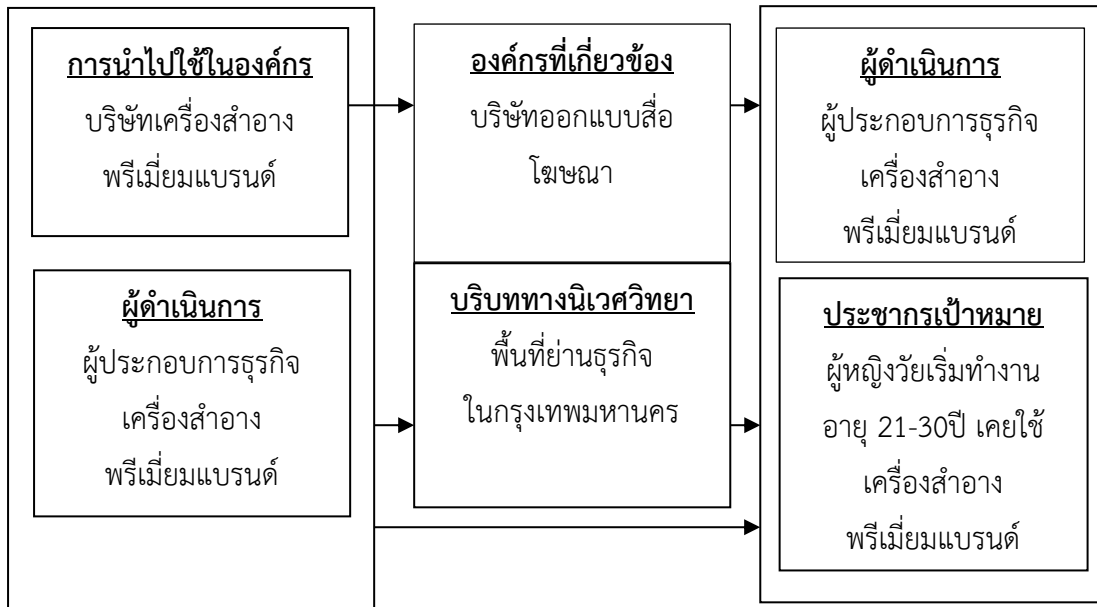 การนำไปใช้ในองค์กร
บริษัทเครื่องสำอาง
พรีเมี่ยมแบรนด์
ผู้ดำเนินการ
ผู้ประกอบการธุรกิจ
เครื่องสำอาง
พรีเมี่ยมแบรนด์
องค์กรที่เกี่ยวข้อง
บริษัทออกแบบสื่อ
โฆษณา
บริบททางนิเวศวิทยา
พื้นที่ย่านธุรกิจ
ในกรุงเทพมหานคร
ผู้ดำเนินการ
ผู้ประกอบการธุรกิจ
เครื่องสำอาง
พรีเมี่ยมแบรนด์
ประชากรเป้าหมาย
ผู้หญิงวัยเริ่มทำงาน
อายุ 21-30ปี เคยใช้
เครื่องสำอาง
พรีเมี่ยมแบรนด์